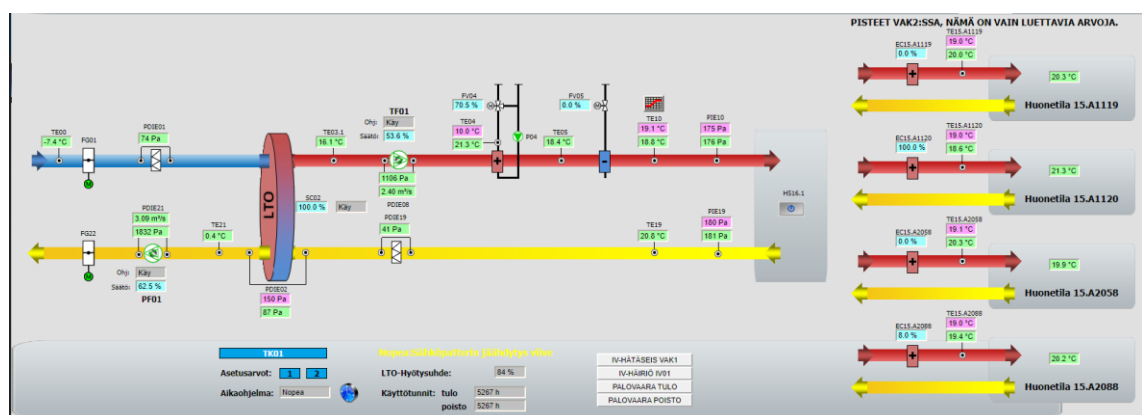 PISTEET VAK2:SSA, NÄMÄ ON VAIN LUETTAVIA ARVOJA.
EC15.A1119
0.0 %
TE15.A1119
19.0 °C
20.0 °C
20.3 °C
Huonetila 15.A1119
EC15.A1120
100.0 %
TE15.A1120
19.0 °C
18.6 °C
21.3 °C
Huonetila 15.A1120
EC15.A2058
0.0 %
TE15.A2058
19.1 °C
20.3 °C
19.9 °C
Huonetila 15.A2058
EC15.A2088
8.0 %
TE15.A2088
19.0 °C
19.4 °C
20.2 °C
Huonetila 15.A2088
TE00
-7.4 °C
FG01
M
PDIE01
74 Pa
LTO
TE03.1
16.1 °C
TF01
Ohj: Käy
Säätö: 53.6 %
1106 Pa
2.40 m³/s
PDIE08
FV04
70.5 %
M
TE04
10.0 °C
21.3 °C
P04
TE05
18.4 °C
FV05
0.0 %
M
TE10
19.1 °C
18.8 °C
PIE10
175 Pa
176 Pa
HS16.1
SC02
100.0 % Käy
FG22
M
PDIE21
3.09 m³/s
1832 Pa
Ohj: Käy
Säätö: 62.5 %
PF01
TE21
0.4 °C
PDIE02
150 Pa
87 Pa
PDIE19
41 Pa
TE19
20.8 °C
PIE19
180 Pa
181 Pa
TK01
Asetusarvot: 1 2
Aikaohjelma: Nopea
LTO-Hyötysuhde: 84 %
Käyttötunnit: tulo 5267 h
poisto 5267 h
IV-HÄTÄSEIS VAK1
IV-HÄIRIÖ IV01
PALOVAARA TULO
PALOVAARA POISTO